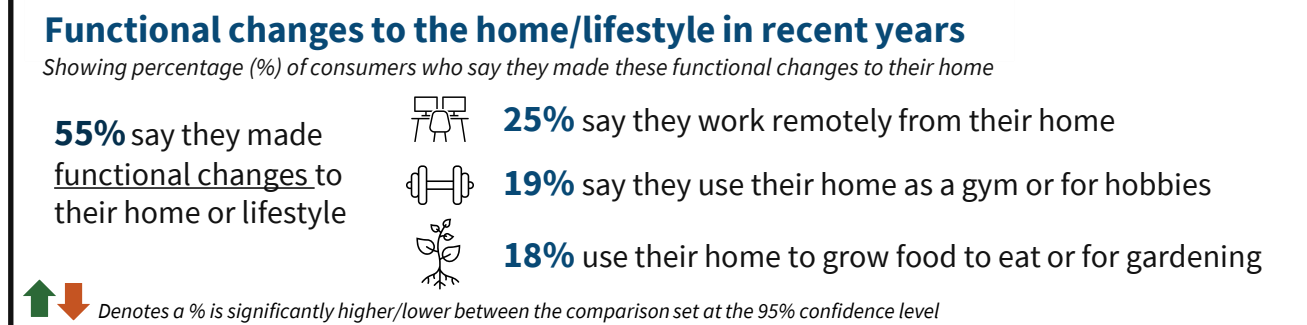 Functional changes to the home/lifestyle in recent years
Showing percentage (%) of consumers who say they made these functional changes to their home
55% say they made
functional changes to
their home or lifestyle
25% say they work remotely from their home
19% say they use their home as a gym or for hobbies
18% use their home to grow food to eat or for gardening
Denotes a % is significantly higher/lower between the comparison set at the 95% confidence level